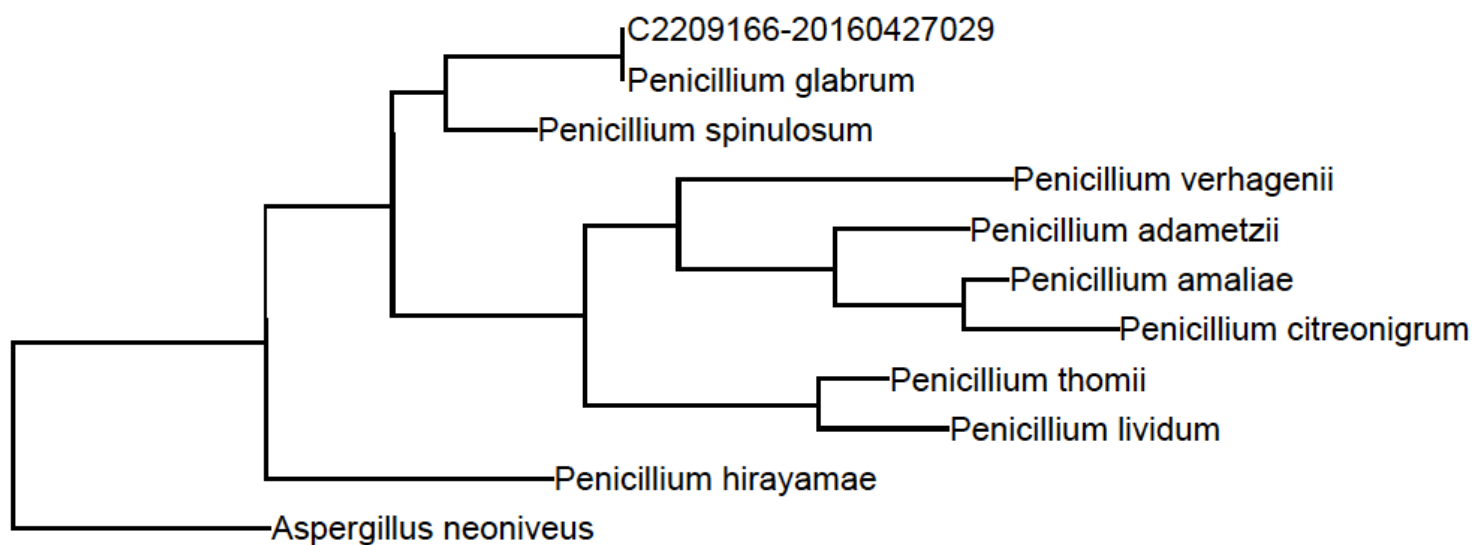 C2209166-20160427029
Penicillium glabrum
Penicillium spinulosum
Penicillium verhagenii
Penicillium adametzii
Penicillium amaliae
Penicillium citreonigrum
Penicillium thomii
Penicillium lividum
Penicillium hirayamae
Aspergillus neoniveus